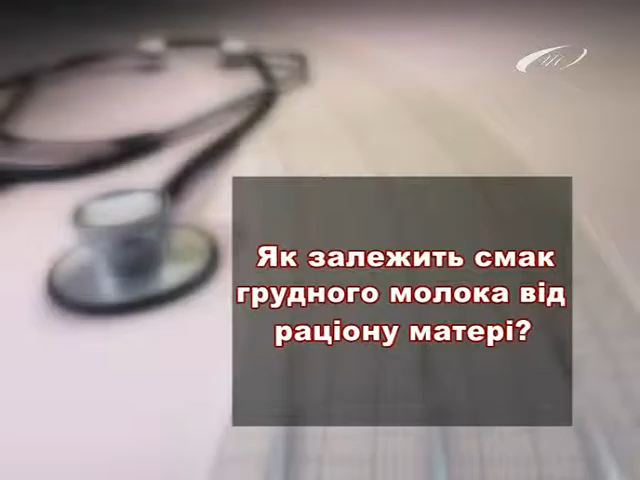 Як залежить смак
грудного молока від
раціону матері?